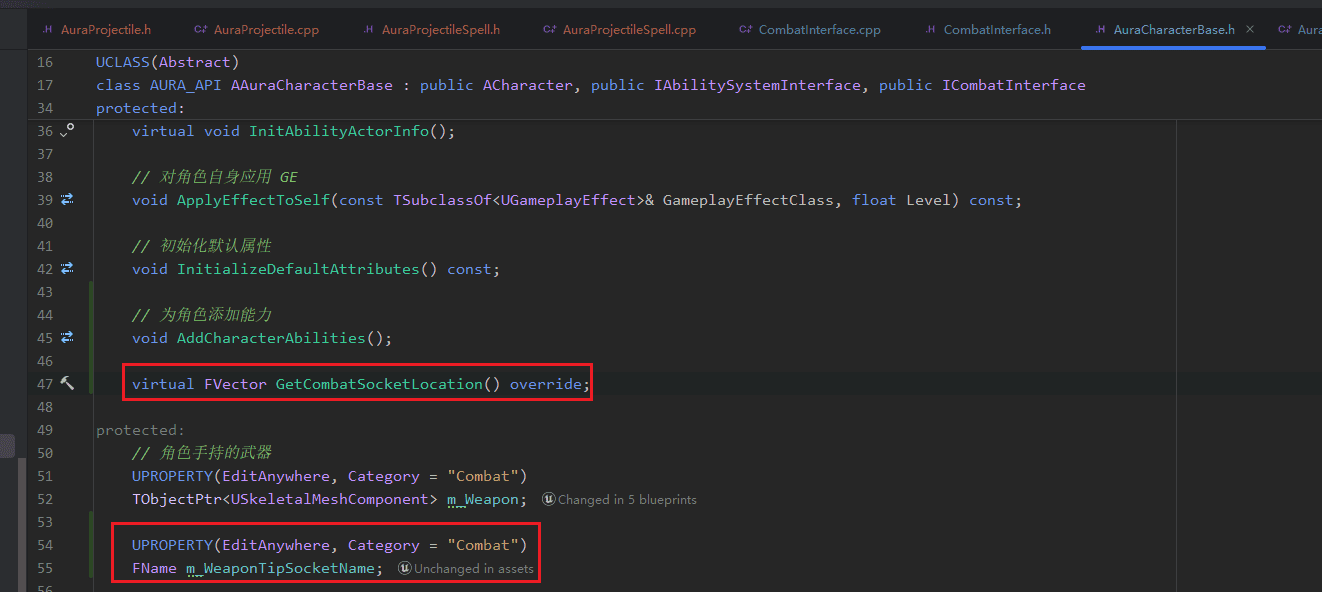 .H AuraProjectile.h C+ AuraProjectile.cpp .H AuraProjectileSpell.h C+ AuraProjectileSpell.cpp C+ CombatInterface.cpp .H CombatInterface.h .H AuraCharacterBase.h × C+ Aura
16 UCLASS(Abstract)
17 class AURA_API AAuraCharacterBase : public ACharacter, public IAbilitySystemInterface, public ICombatInterface
34 protected:
36 virtual void InitAbilityActorInfo();
37
38 // 对角色自身应用 GE
39 void ApplyEffectToSelf(const TSubclassOf<UGameplayEffect>& GameplayEffectClass, float Level) const;
40
41 // 初始化默认属性
42 void InitializeDefaultAttributes() const;
43
44 // 为角色添加能力
45 void AddCharacterAbilities();
46
47 virtual FVector GetCombatSocketLocation() override;
48
49 protected:
50 // 角色手持的武器
51 UPROPERTY(EditAnywhere, Category = "Combat")
52 TObjectPtr<USkeletalMeshComponent> m_Weapon; Changed in 5 blueprints
53
54 UPROPERTY(EditAnywhere, Category = "Combat")
55 FName m_WeaponTipSocketName; Unchanged in assets
56